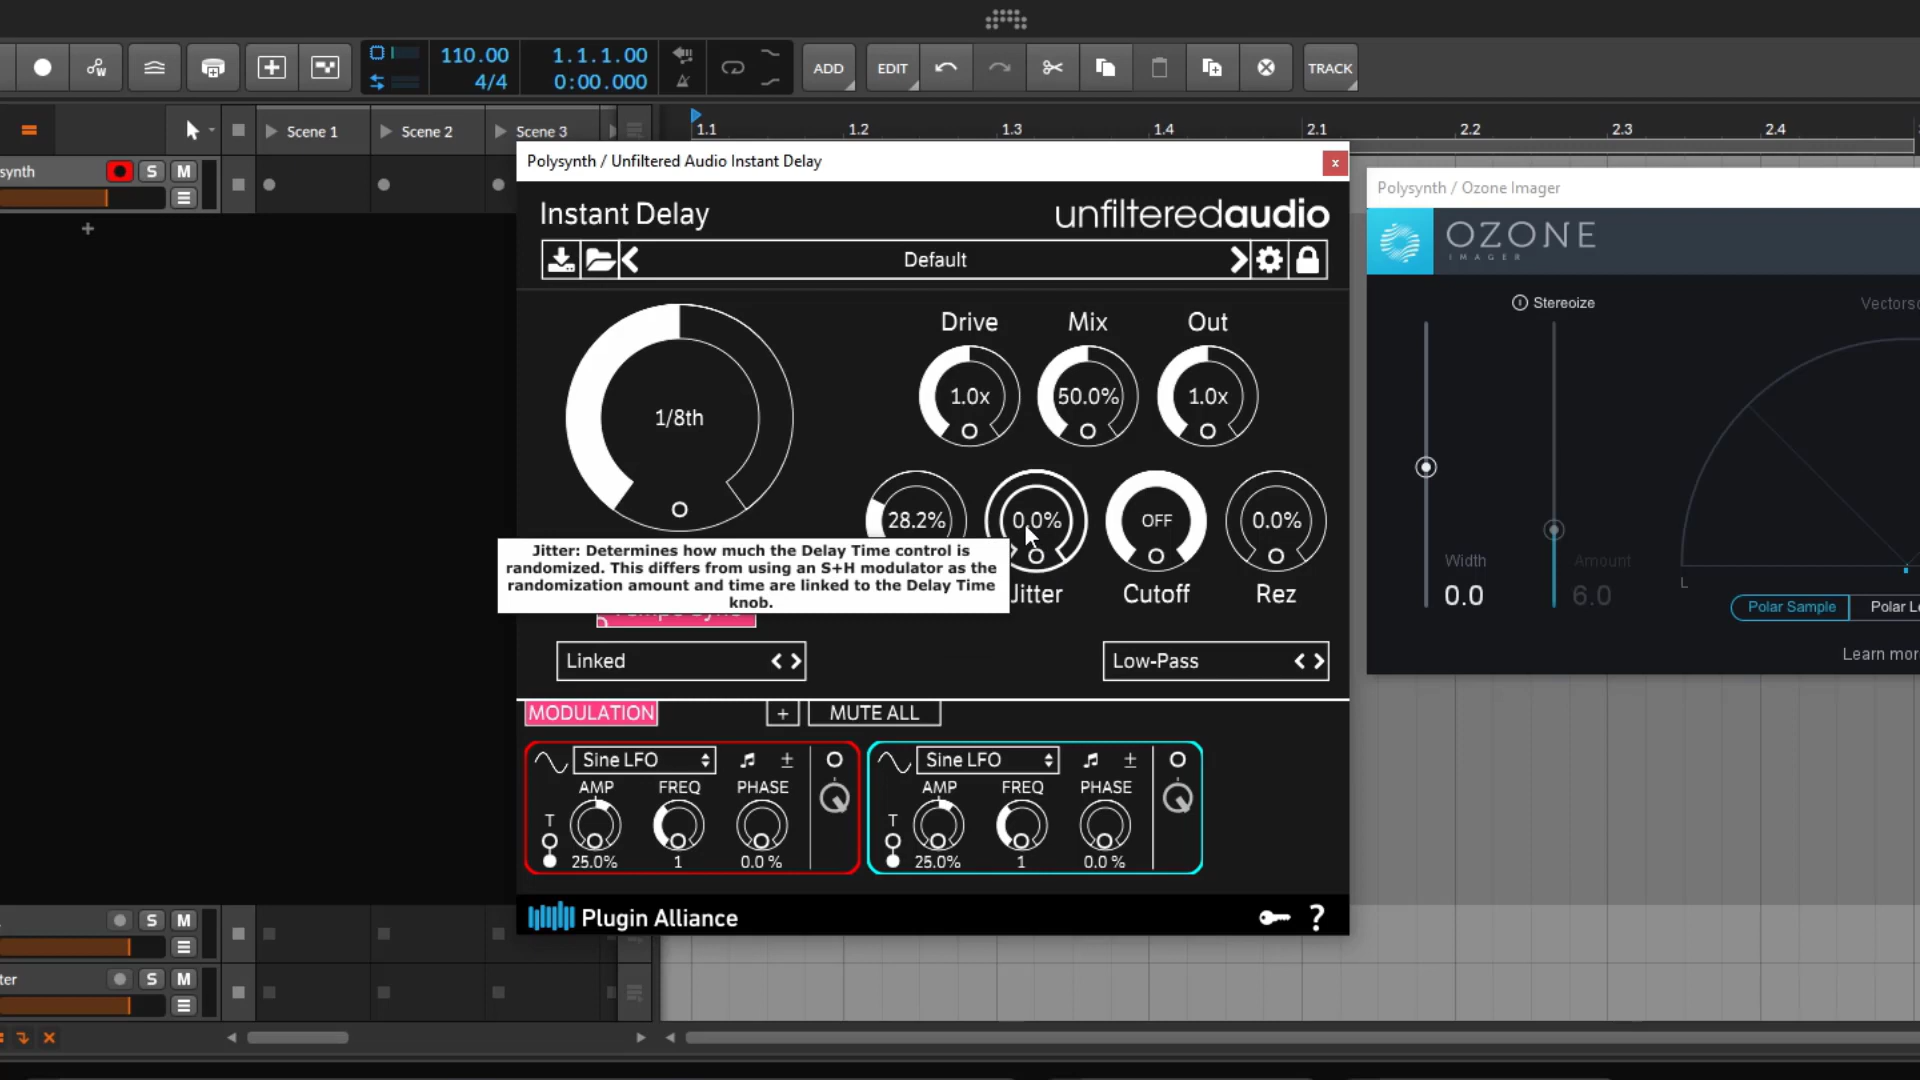 110.00
4/4
1.1.1.00
0:00.000
ADD
EDIT
TRACK
Scene 1
Scene 2
Scene 3
1.1
1.2
1.3
1.4
2.1
2.2
2.3
2.4
synth
S
M
Polysynth / Unfiltered Audio Instant Delay
x
Instant Delay
unfilteredaudio
Default
1/8th
Drive
Mix
Out
1.0x
50.0%
1.0x
28.2%
0.0%
OFF
0.0%
Jitter: Determines how much the Delay Time control is
randomized. This differs from using an S+H modulator as the
randomization amount and time are linked to the Delay Time
knob.
Jitter
Cutoff
Rez
Linked
Low-Pass
MODULATION
+
MUTE ALL
Sine LFO
±
AMP
FREQ
PHASE
T
25.0%
1
0.0 %
Sine LFO
±
AMP
FREQ
PHASE
T
25.0%
1
0.0 %
Plugin Alliance
?
Polysynth / Ozone Imager
OZONE
IMAGER
Stereoize
Vectorsc
Width
0.0
Amount
6.0
L
Polar Sample
Polar Le
Learn mor
S
M
ter
S
M